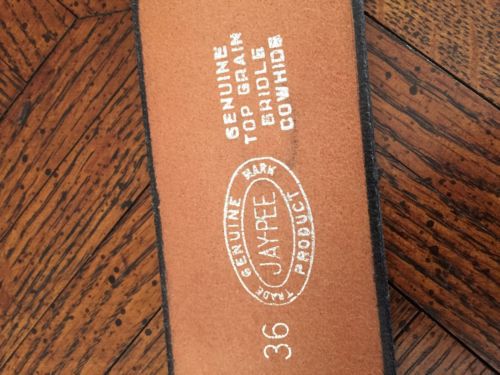 GENUINE
TOP GRAIN
BRIDLE
COWHIDE
GENUINE MARK
JAY-PEE
TRADE PRODUCT
36